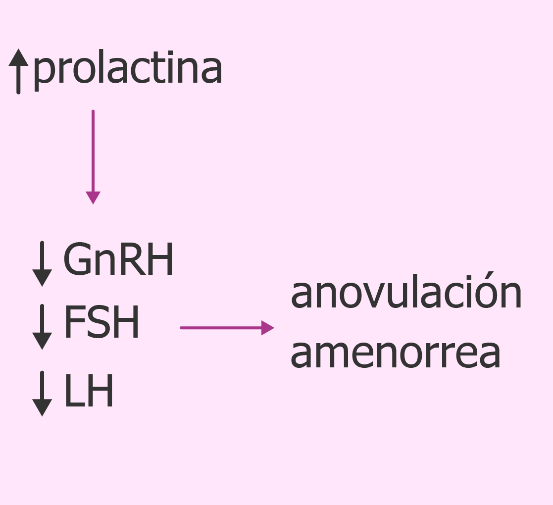 ↑prolactina
↓ GnRH
↓ FSH
↓ LH
anovulación
amenorrea